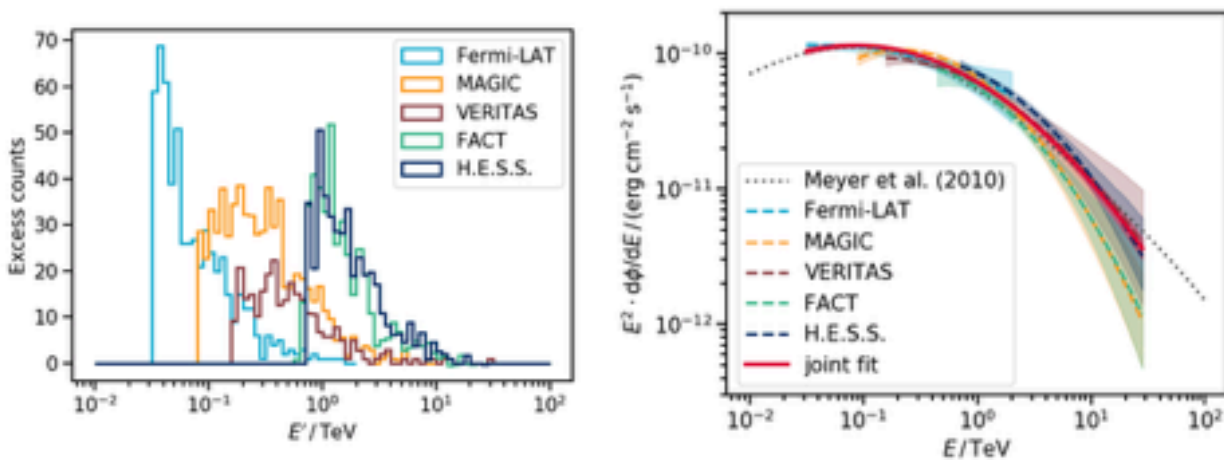 70
60
50
40
30
20
10
0
Excess counts
Fermi-LAT
MAGIC
VERITAS
FACT
H.E.S.S.
10⁻² 10⁻¹ 10⁰ 10¹ 10²
E′/TeV
10⁻¹⁰
10⁻¹¹
10⁻¹²
E² · dϕ/dE/(erg cm⁻² s⁻¹)
Meyer et al. (2010)
Fermi-LAT
MAGIC
VERITAS
FACT
H.E.S.S.
joint fit
10⁻² 10⁻¹ 10⁰ 10¹ 10²
E/TeV